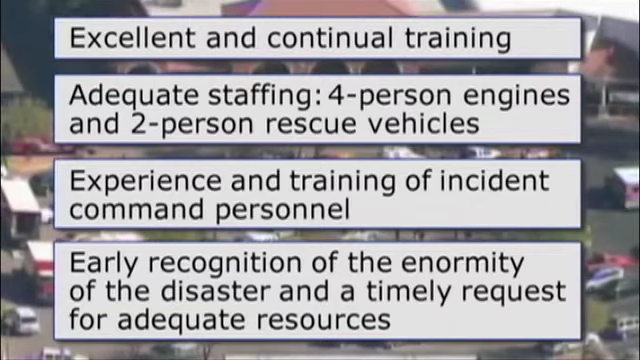 Excellent and continual training
Adequate staffing: 4-person engines
and 2-person rescue vehicles
Experience and training of incident
command personnel
Early recognition of the enormity
of the disaster and a timely request
for adequate resources